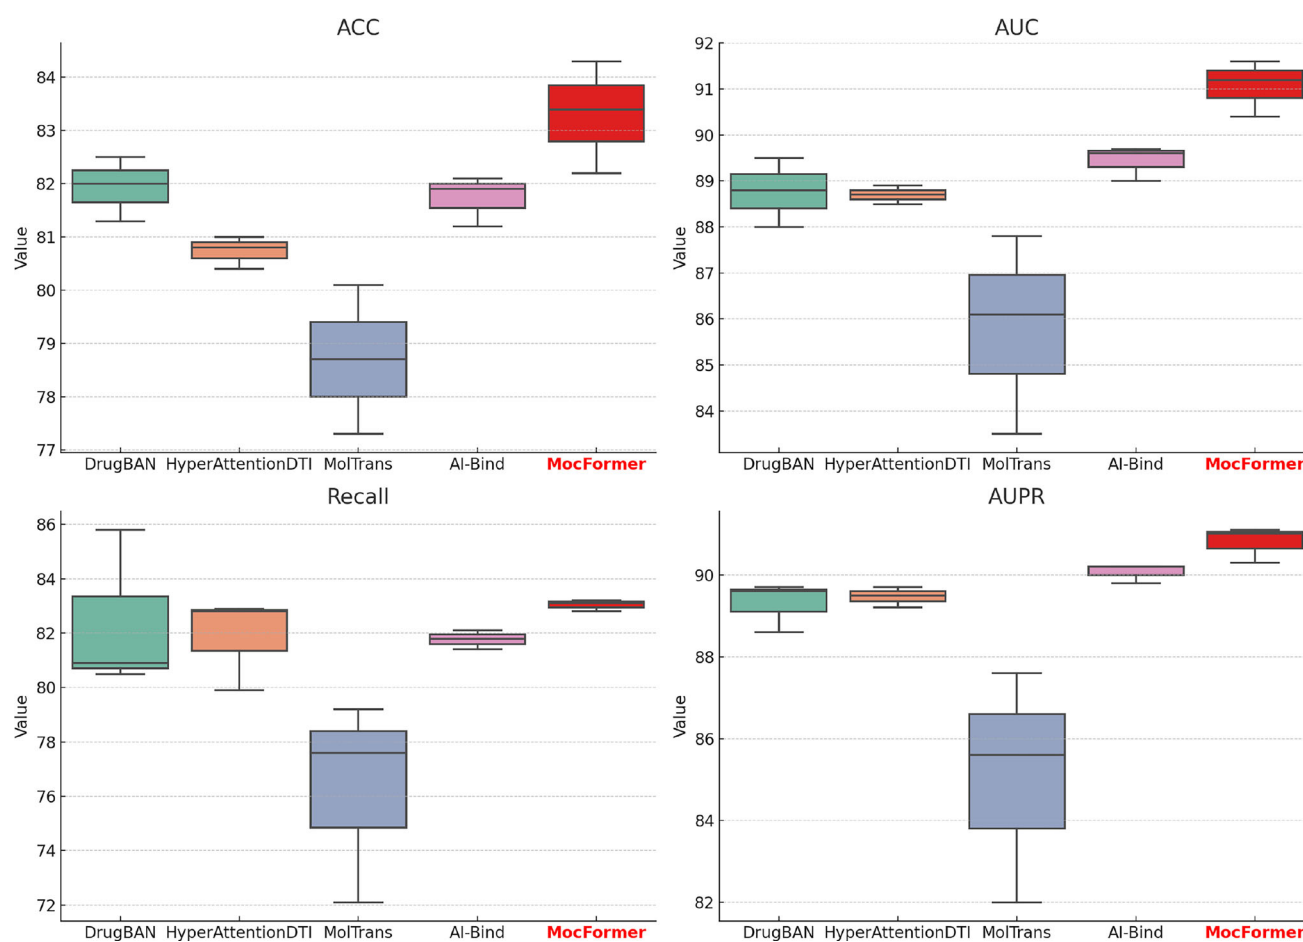 ACC
84
83
82
81
80
79
78
77
Value
DrugBAN HyperAttentionDTI MolTrans AI-Bind MocFormer
AUC
92
91
90
89
88
87
86
85
84
Value
DrugBAN HyperAttentionDTI MolTrans AI-Bind MocFormer
Recall
86
84
82
80
78
76
74
72
Value
DrugBAN HyperAttentionDTI MolTrans AI-Bind MocFormer
AUPR
90
88
86
84
82
Value
DrugBAN HyperAttentionDTI MolTrans AI-Bind MocFormer